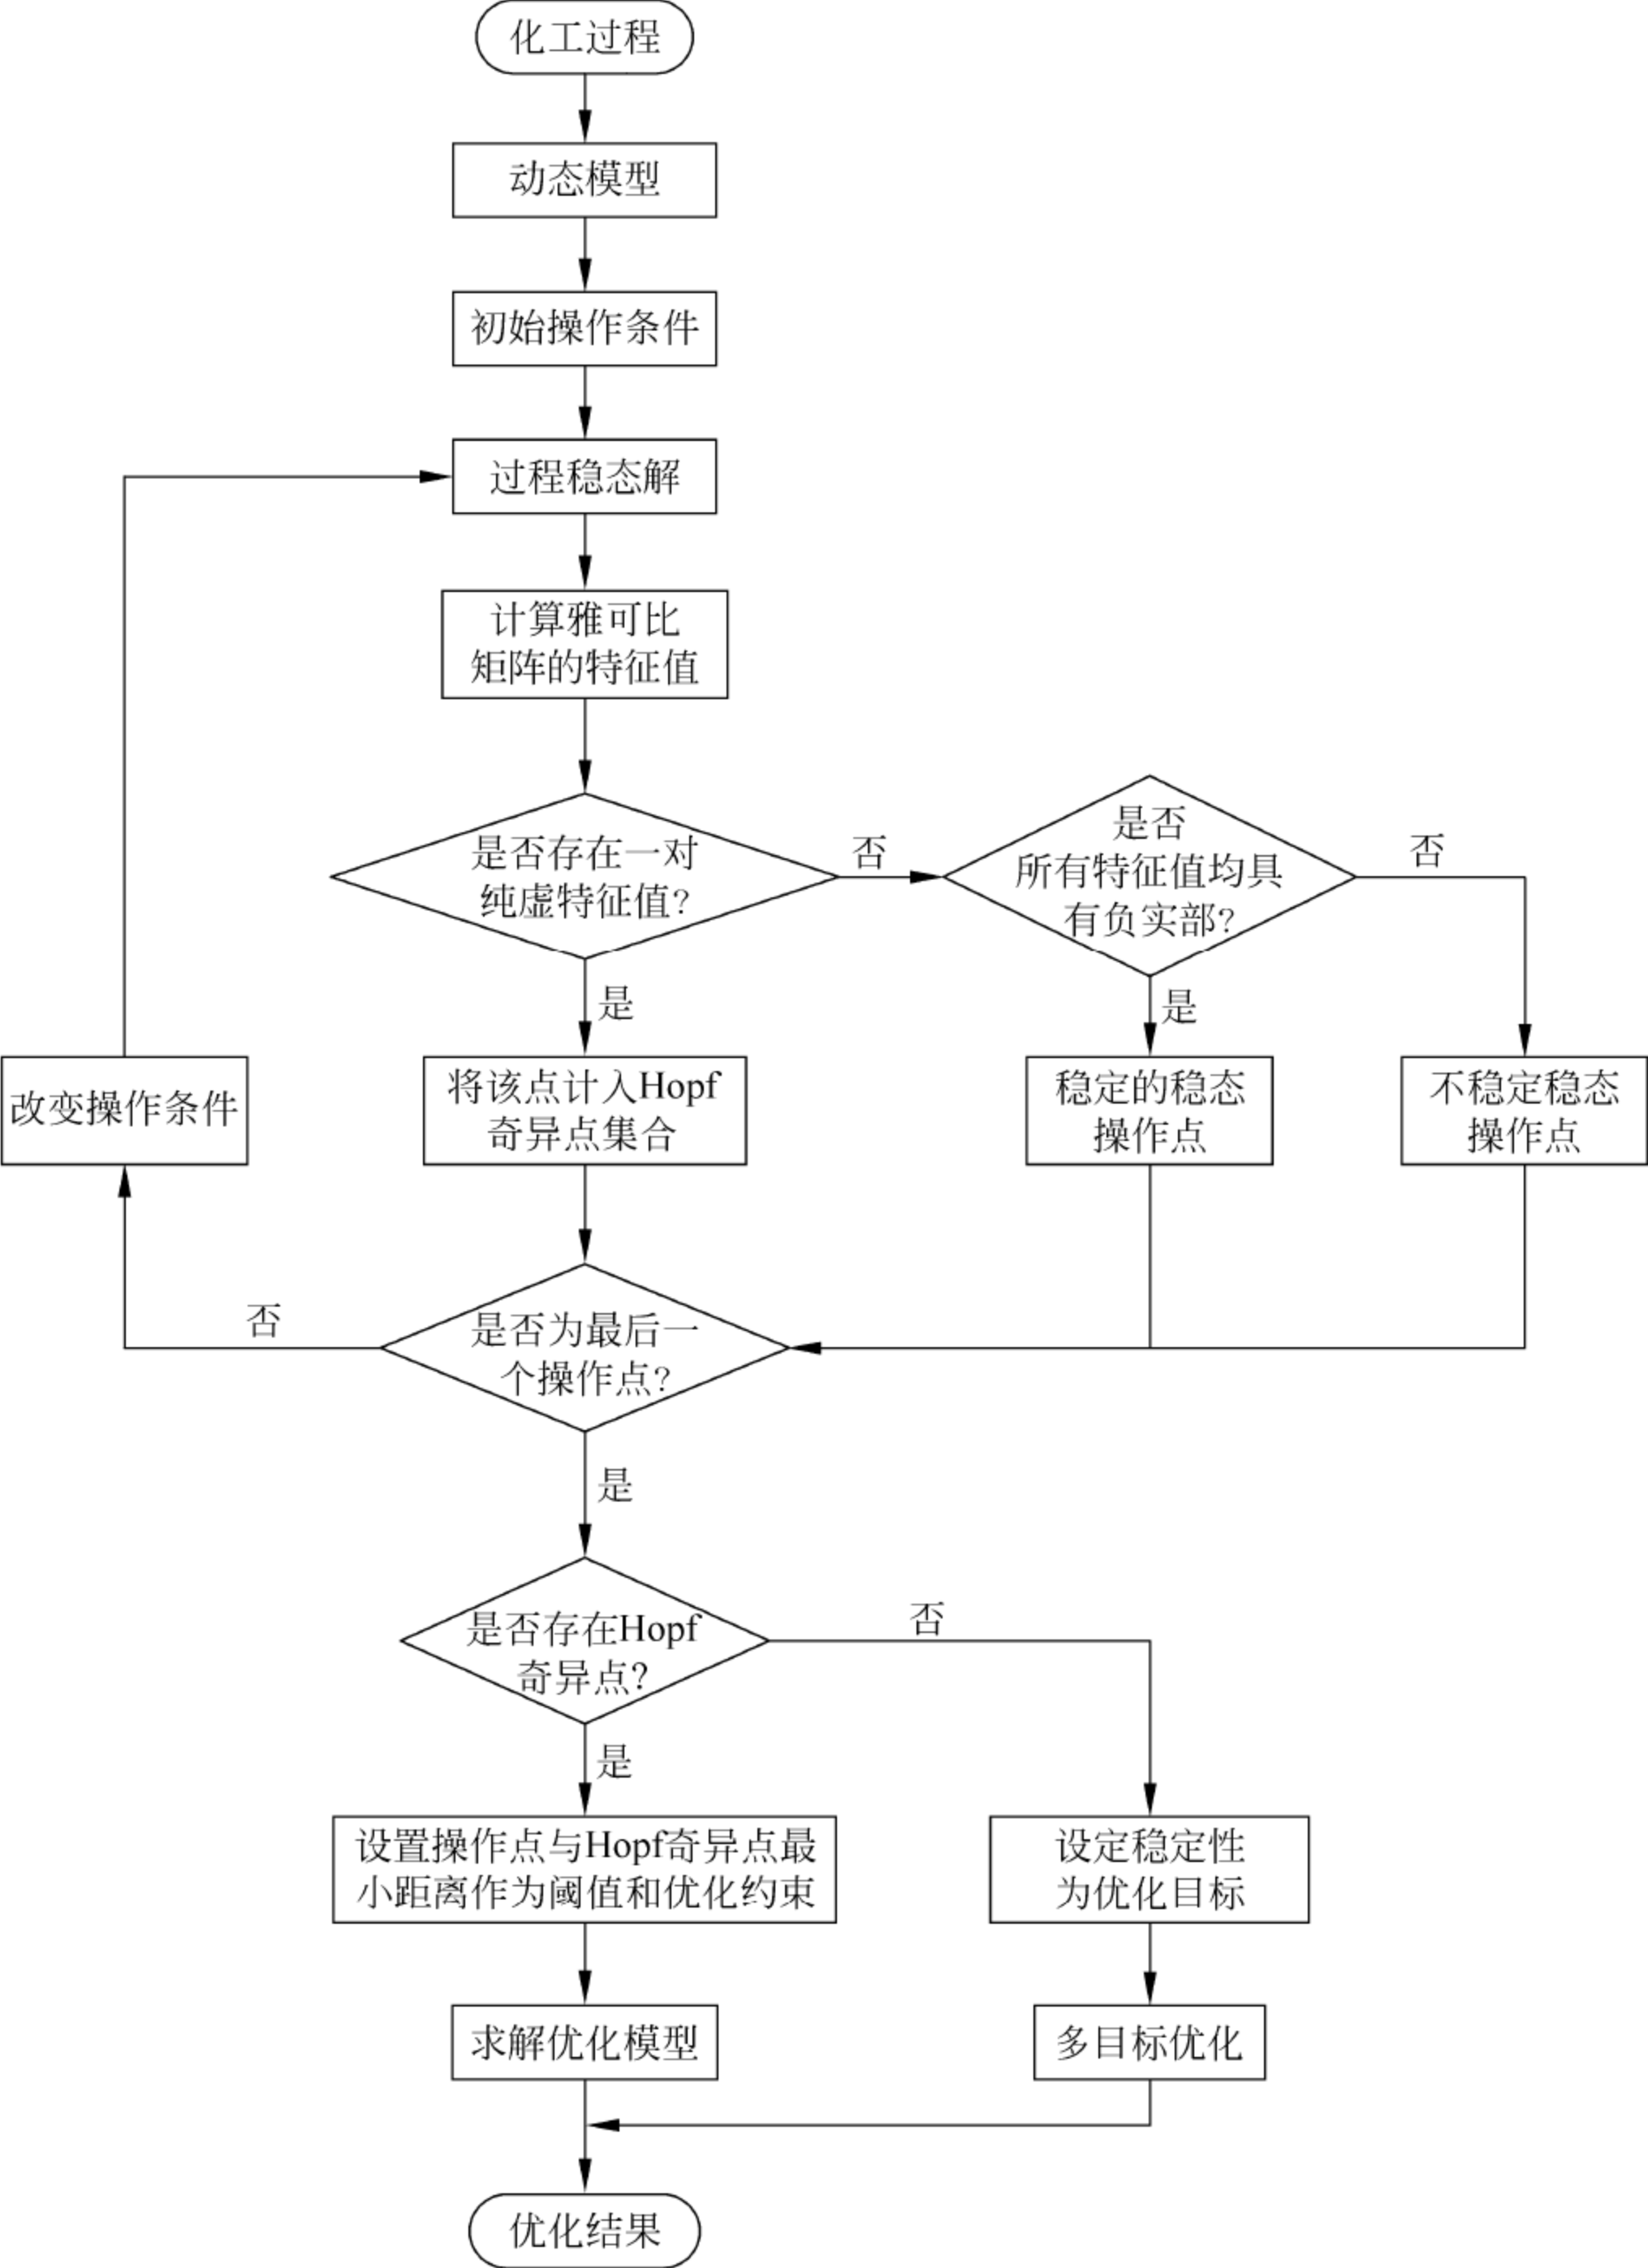 化工过程
动态模型
初始操作条件
过程稳态解
计算雅可比
矩阵的特征值
是否存在一对
纯虚特征值?
否
是否
所有特征值均具
有负实部?
否
是
是
改变操作条件
将该点计入Hopf
奇异点集合
稳定的稳态
操作点
不稳定稳态
操作点
否
是否为最后一
个操作点?
是
是否存在Hopf
奇异点?
否
是
设置操作点与Hopf奇异点最
小距离作为阈值和优化约束
设定稳定性
为优化目标
求解优化模型
多目标优化
优化结果